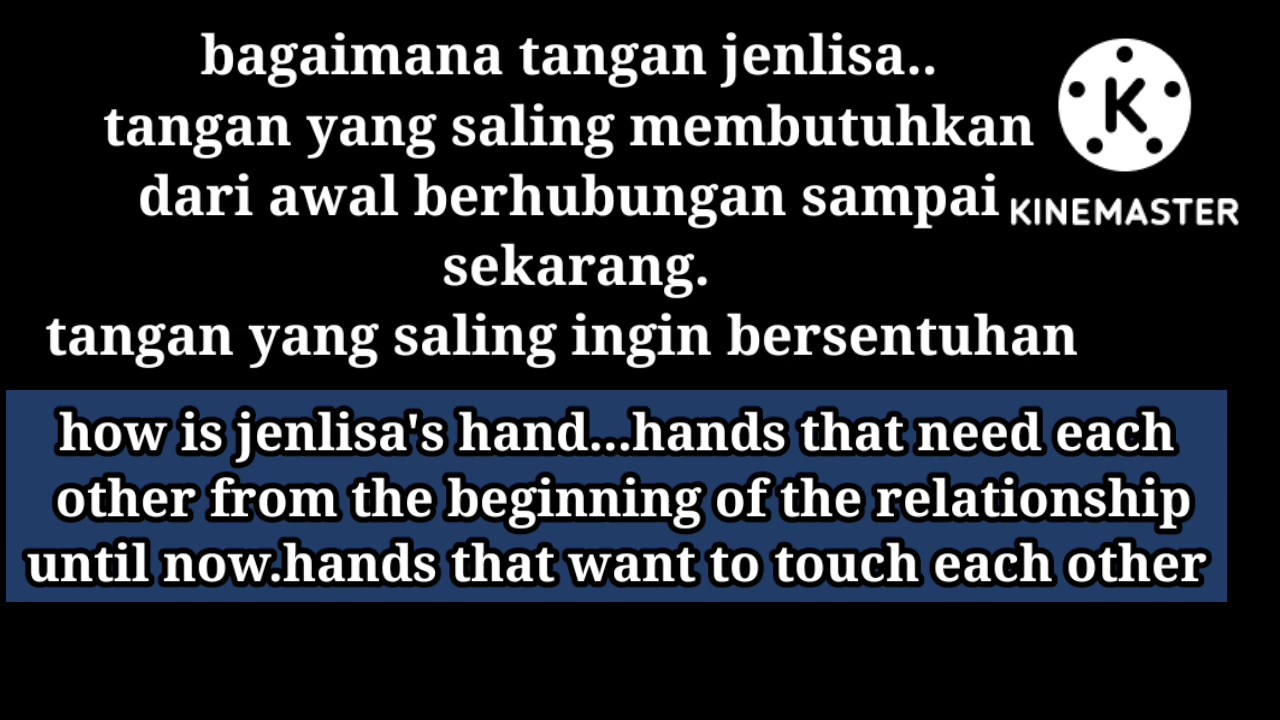 bagaimana tangan jenlisa..
tangan yang saling membutuhkan
dari awal berhubungan sampai
sekarang.
tangan yang saling ingin bersentuhan
K
KINEMASTER
how is jenlisa's hand...hands that need each
other from the beginning of the relationship
until now.hands that want to touch each other